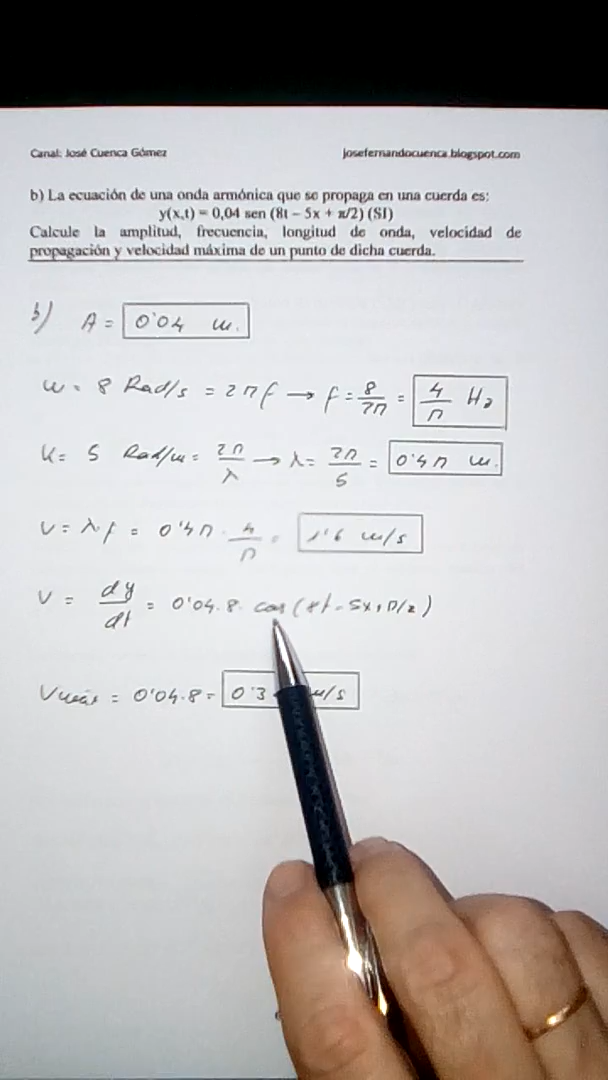 Canal: José Cuenca Gómez josefernandocuenca.blogspot.com
b) La ecuación de una onda armónica que se propaga en una cuerda es:
y(x,t) = 0,04 sen (8t – 5x + π/2) (SI)
Calcule la amplitud, frecuencia, longitud de onda, velocidad de
propagación y velocidad máxima de un punto de dicha cuerda.
b) A = 0'04 m.
ω = 8 Rad/s = 2πf → f = 8/2π = 4/π Hz
K = 5 Rad/m = 2π/λ → λ = 2π/5 = 0'4π m.
v = λf = 0'4π · 4/π = 1'6 m/s
v = dy/dt = 0'04·8· cos (8t - 5x + π/2)
Vmáx = 0'04·8 = 0'3 m/s